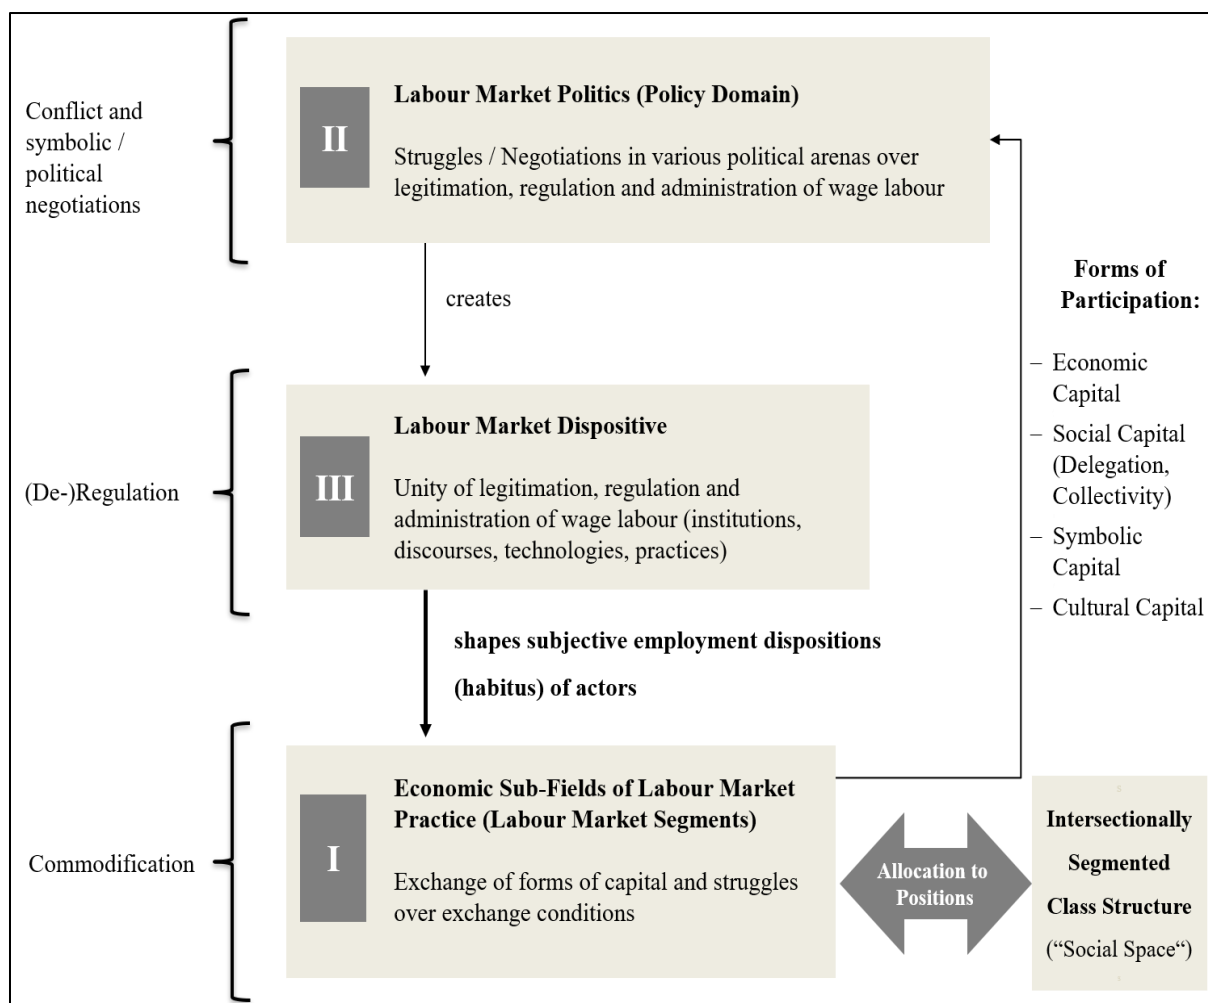 Conflict and
symbolic /
political
negotiations
II
Labour Market Politics (Policy Domain)
Struggles / Negotiations in various political arenas over
legitimation, regulation and administration of wage labour
creates
Forms of
Participation:
– Economic
Capital
– Social Capital
(Delegation,
Collectivity)
– Symbolic
Capital
– Cultural Capital
(De-)Regulation
III
Labour Market Dispositive
Unity of legitimation, regulation and
administration of wage labour (institutions,
discourses, technologies, practices)
shapes subjective employment dispositions
(habitus) of actors
Commodification
I
Economic Sub-Fields of Labour Market
Practice (Labour Market Segments)
Exchange of forms of capital and struggles
over exchange conditions
Allocation to
Positions
Intersectionally
Segmented
Class Structure
(“Social Space“)